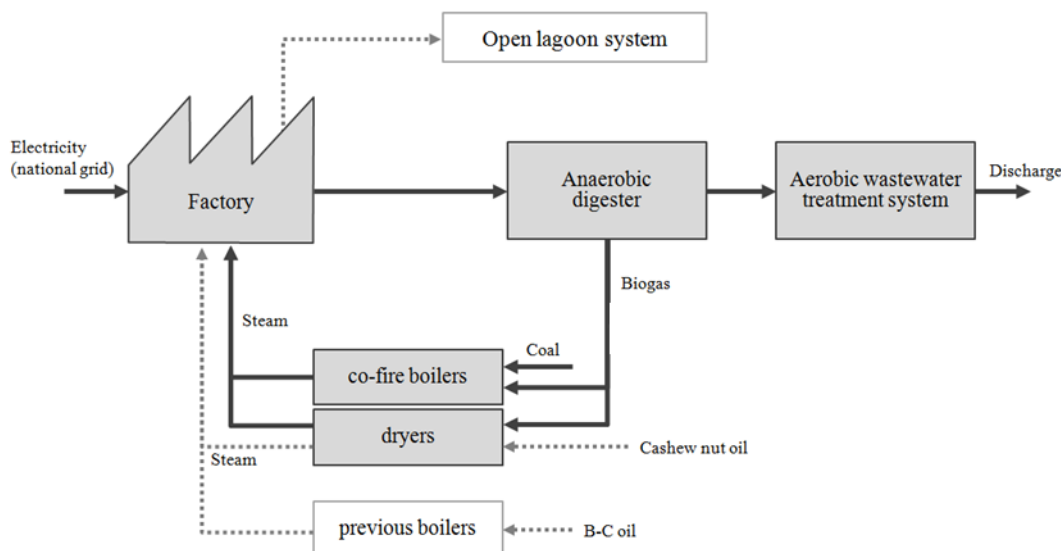 Open lagoon system
Electricity
(national grid)
Factory
Anaerobic
digester
Aerobic wastewater
treatment system
Discharge
Biogas
Steam
Coal
co-fire boilers
dryers
Cashew nut oil
Steam
previous boilers
B-C oil